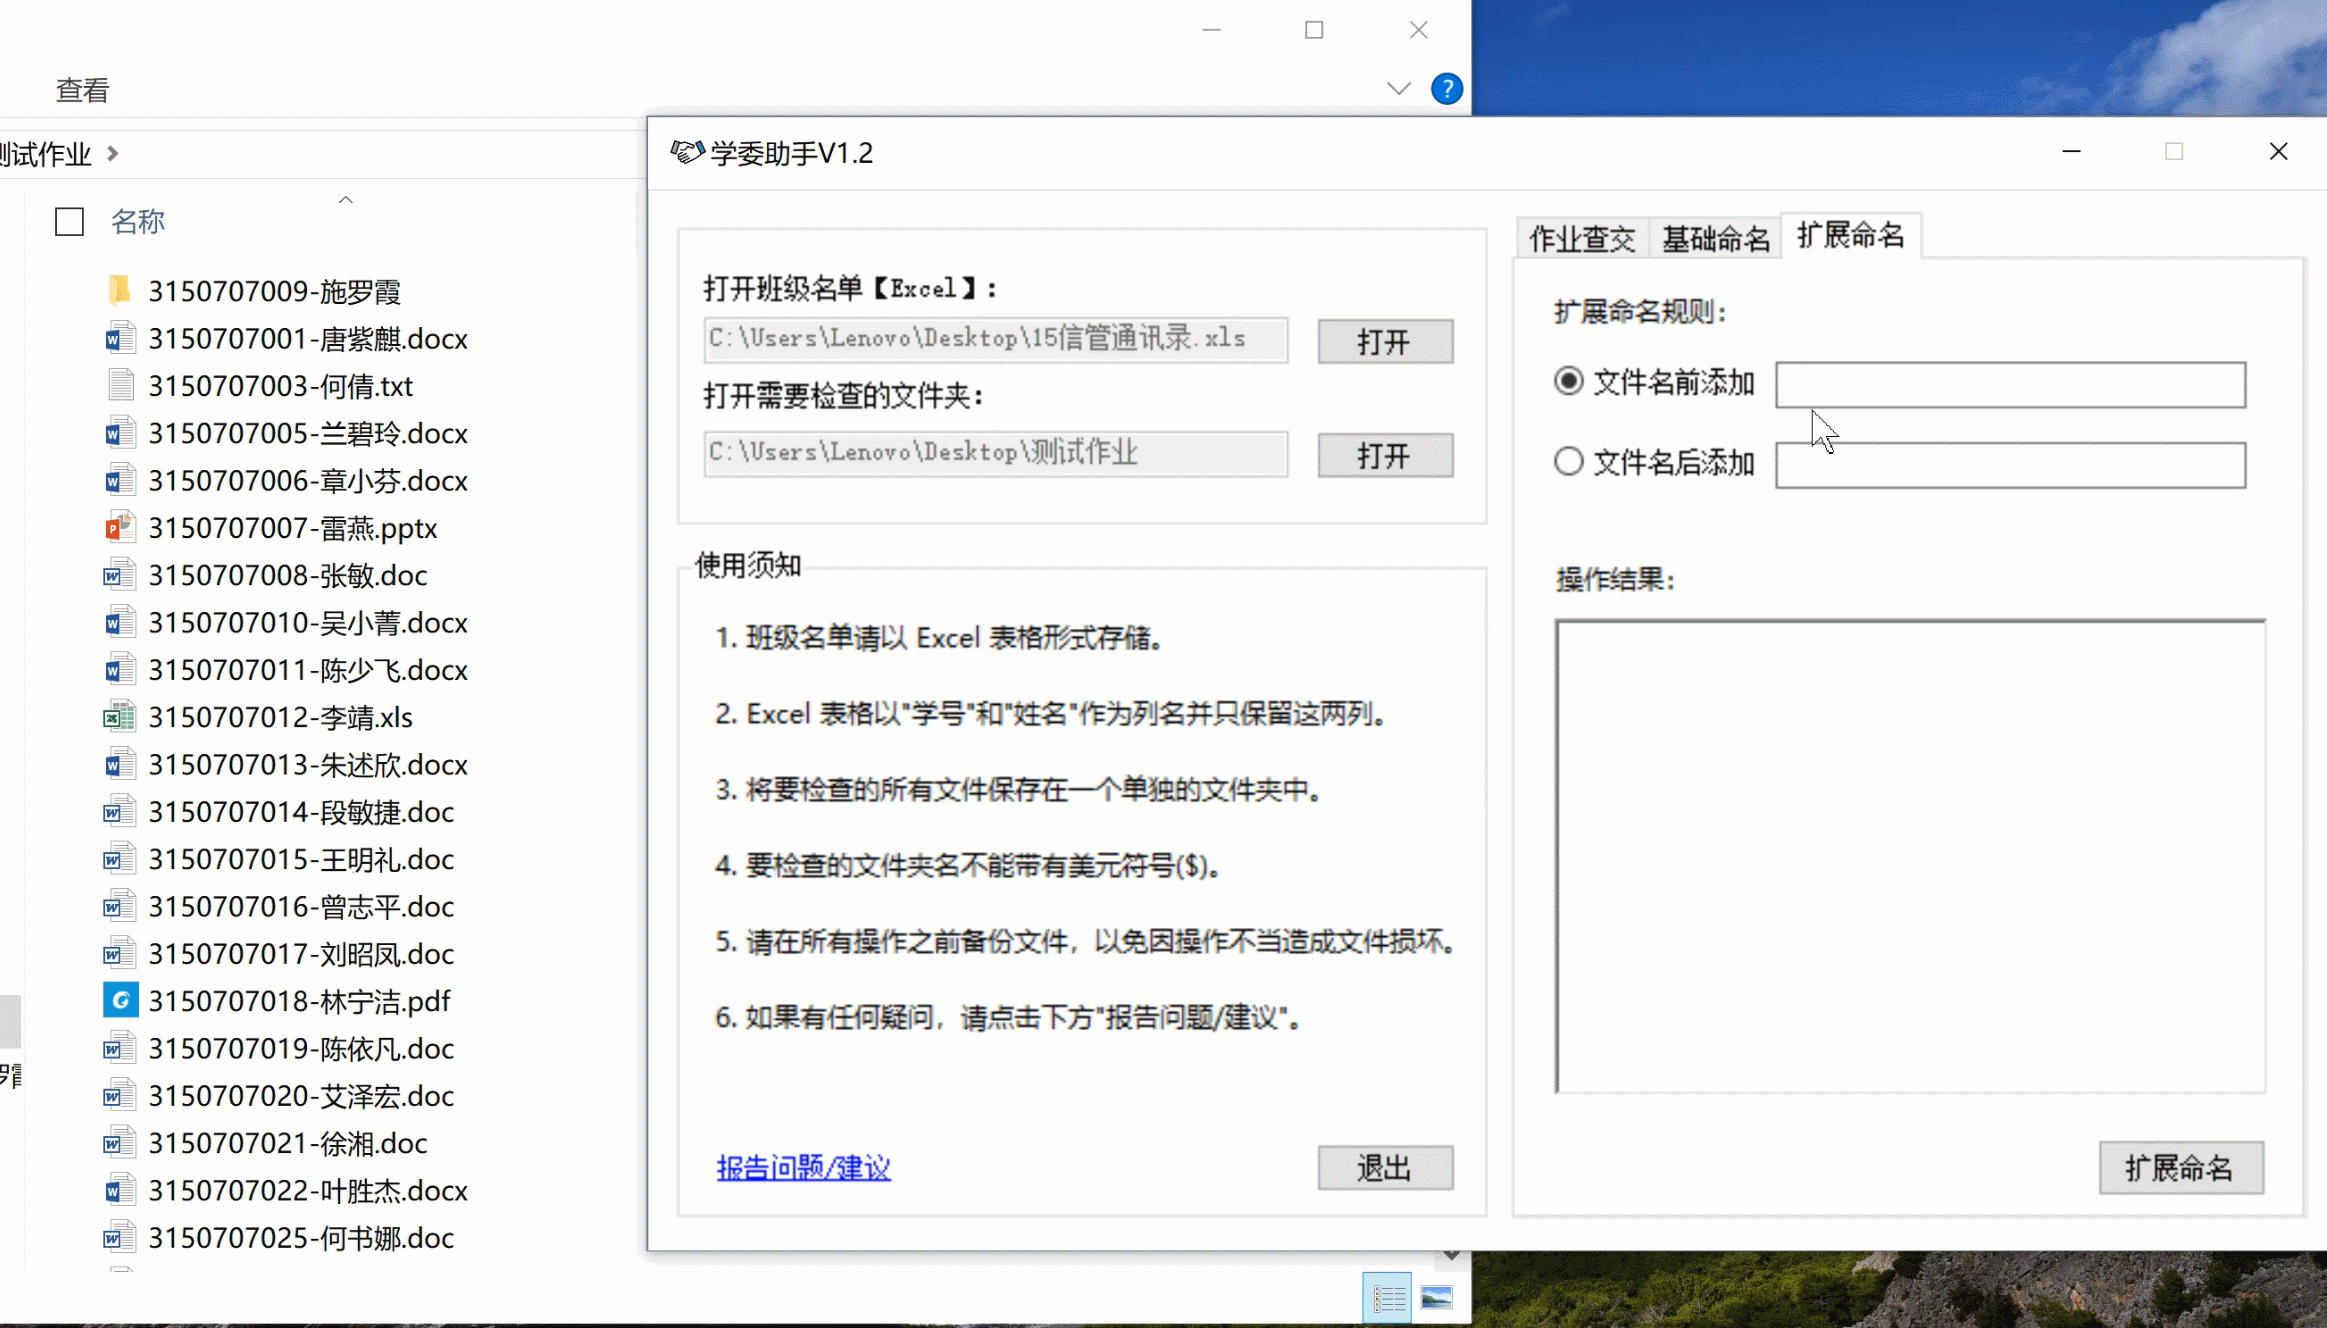 查看
测试作业
名称
3150707009-施罗霞
3150707001-唐紫麒.docx
3150707003-何倩.txt
3150707005-兰碧玲.docx
3150707006-章小芬.docx
3150707007-雷燕.pptx
3150707008-张敏.doc
3150707010-吴小菁.docx
3150707011-陈少飞.docx
3150707012-李靖.xls
3150707013-朱述欣.docx
3150707014-段敏捷.doc
3150707015-王明礼.doc
3150707016-曾志平.doc
3150707017-刘昭凤.doc
3150707018-林宁洁.pdf
3150707019-陈依凡.doc
3150707020-艾泽宏.doc
3150707021-徐湘.doc
3150707022-叶胜杰.docx
3150707025-何书娜.doc
学委助手V1.2
打开班级名单【Excel】:
C:\Users\Lenovo\Desktop\15信管通讯录.xls
打开
打开需要检查的文件夹:
C:\Users\Lenovo\Desktop\测试作业
打开
使用须知
1. 班级名单请以 Excel 表格形式存储。
2. Excel 表格以"学号"和"姓名"作为列名并只保留这两列。
3. 将要检查的所有文件保存在一个单独的文件夹中。
4. 要检查的文件夹名不能带有美元符号($)。
5. 请在所有操作之前备份文件，以免因操作不当造成文件损坏。
6. 如果有任何疑问，请点击下方"报告问题/建议"。
报告问题/建议
退出
作业查交 基础命名 扩展命名
扩展命名规则:
文件名前添加
文件名后添加
操作结果:
扩展命名